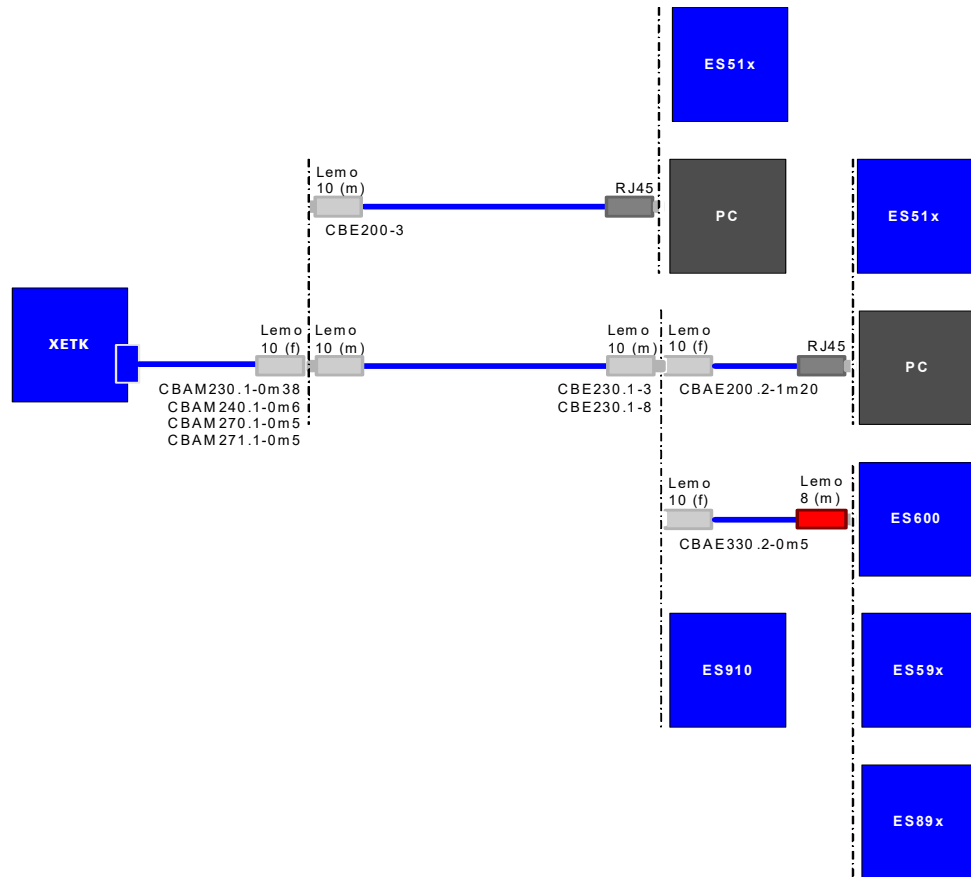 ES51x
Lemo
10 (m)
RJ45
CBE200-3
PC
ES51x
XETK
Lemo
10 (f)
Lemo
10 (m)
Lemo
10 (m)
Lemo
10 (f)
RJ45
PC
CBAM230.1-0m38
CBAM240.1-0m6
CBAM270.1-0m5
CBAM271.1-0m5
CBE230.1-3
CBE230.1-8
CBAE200.2-1m20
Lemo
10 (f)
Lemo
8 (m)
CBAE330.2-0m5
ES600
ES910
ES59x
ES89x